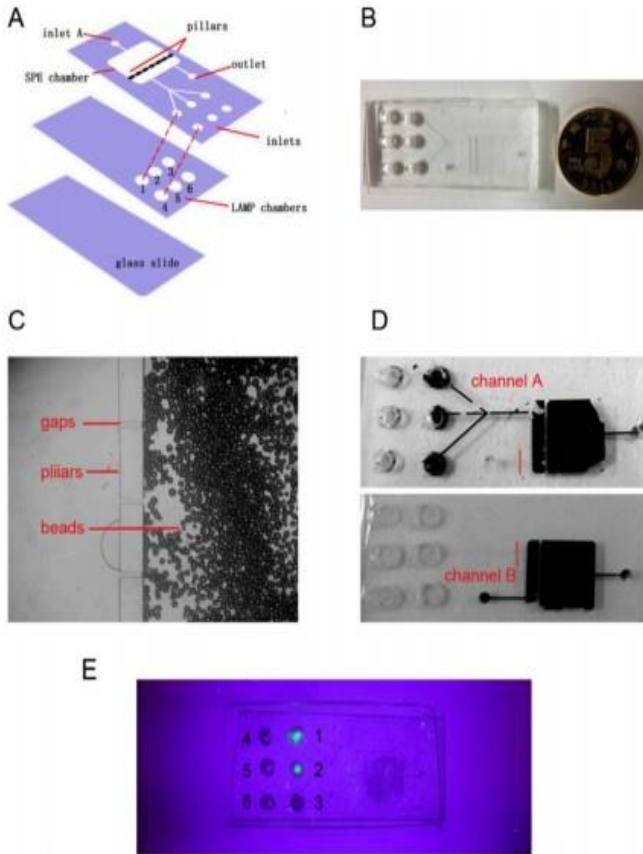 A
pillars
inlet A
outlet
SPE chamber
inlets
1 2 3
4 5 6
LAMP chambers
glass slide
B
5
C
gaps
pliiars
beads
D
channel A
channel B
E
4 1
5 2
6 3